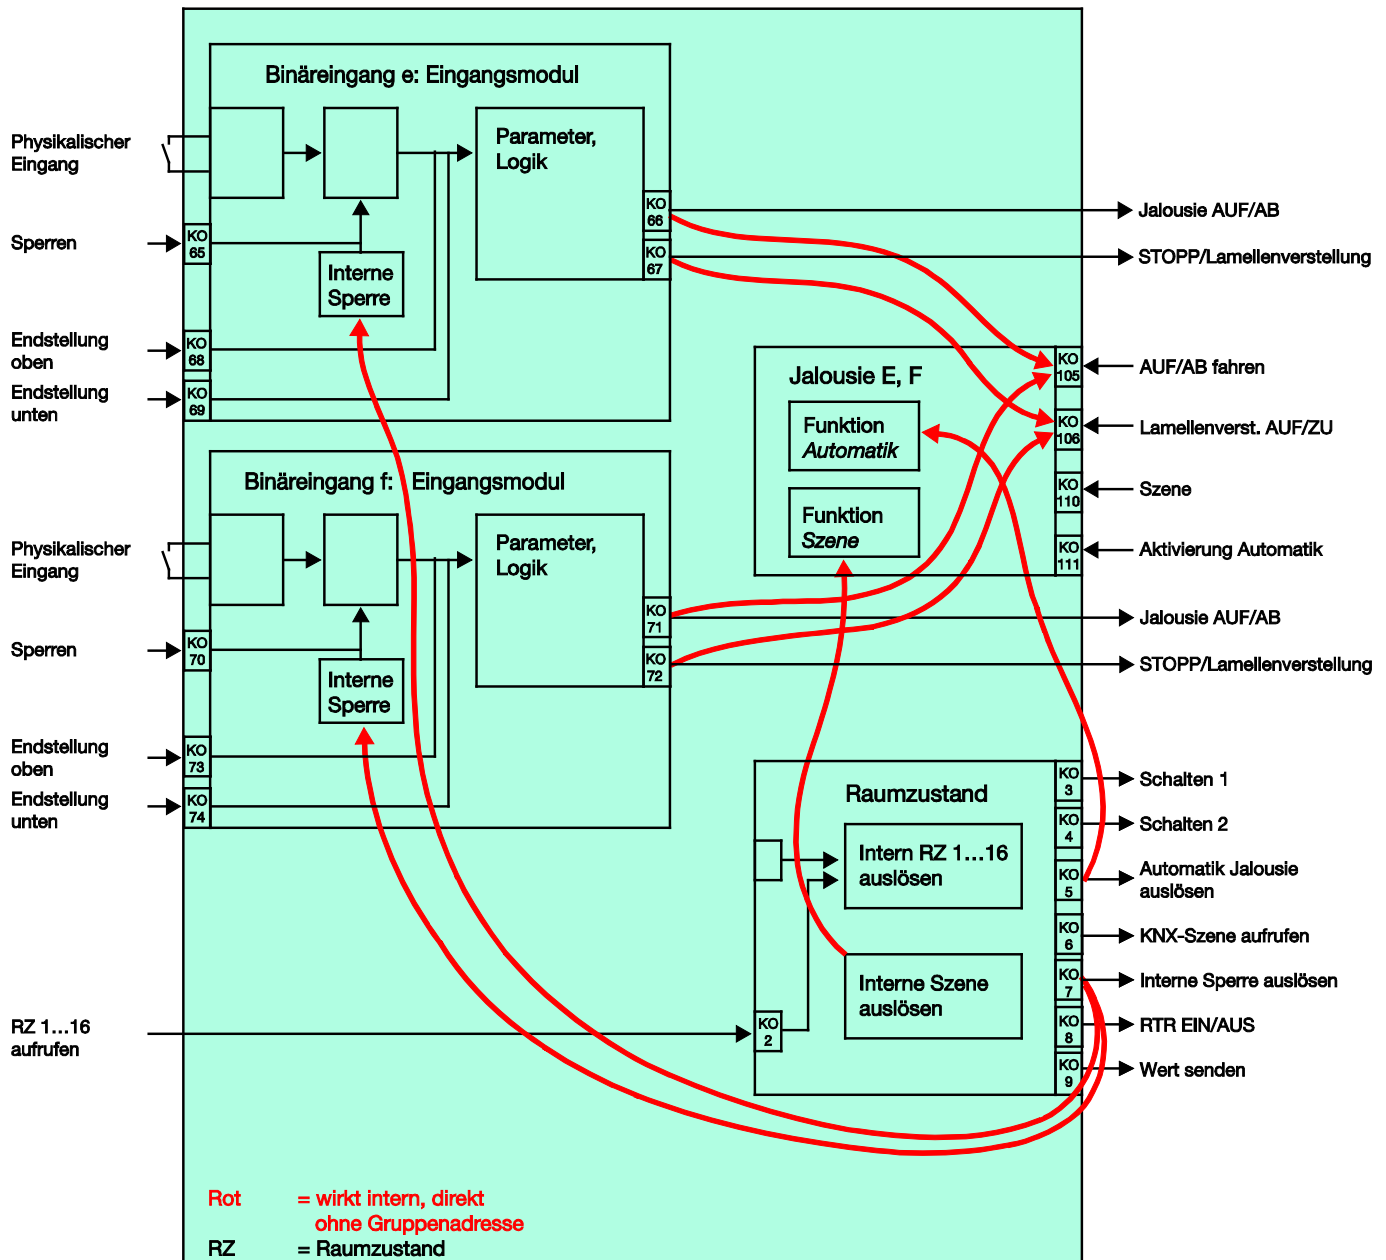 Binäreingang e: Eingangsmodul
Physikalischer
Eingang
Parameter,
Logik
KO
66
Jalousie AUF/AB
Sperren
KO
65
KO
67
STOPP/Lamellenverstellung
Interne
Sperre
Endstellung
oben
KO
68
Endstellung
unten
KO
69
Jalousie E, F
KO
105
AUF/AB fahren
Funktion
Automatik
KO
106
Lamellenverst. AUF/ZU
KO
110
Szene
Funktion
Szene
KO
111
Aktivierung Automatik
Binäreingang f: Eingangsmodul
Physikalischer
Eingang
Parameter,
Logik
KO
71
Jalousie AUF/AB
Sperren
KO
70
KO
72
STOPP/Lamellenverstellung
Interne
Sperre
Endstellung
oben
KO
73
Endstellung
unten
KO
74
Raumzustand
KO
3
Schalten 1
KO
4
Schalten 2
Intern RZ 1...16
auslösen
KO
5
Automatik Jalousie
auslösen
KO
6
KNX-Szene aufrufen
Interne Szene
auslösen
KO
7
Interne Sperre auslösen
RZ 1...16
aufrufen
KO
2
KO
8
RTR EIN/AUS
KO
9
Wert senden
Rot = wirkt intern, direkt
ohne Gruppenadresse
RZ = Raumzustand